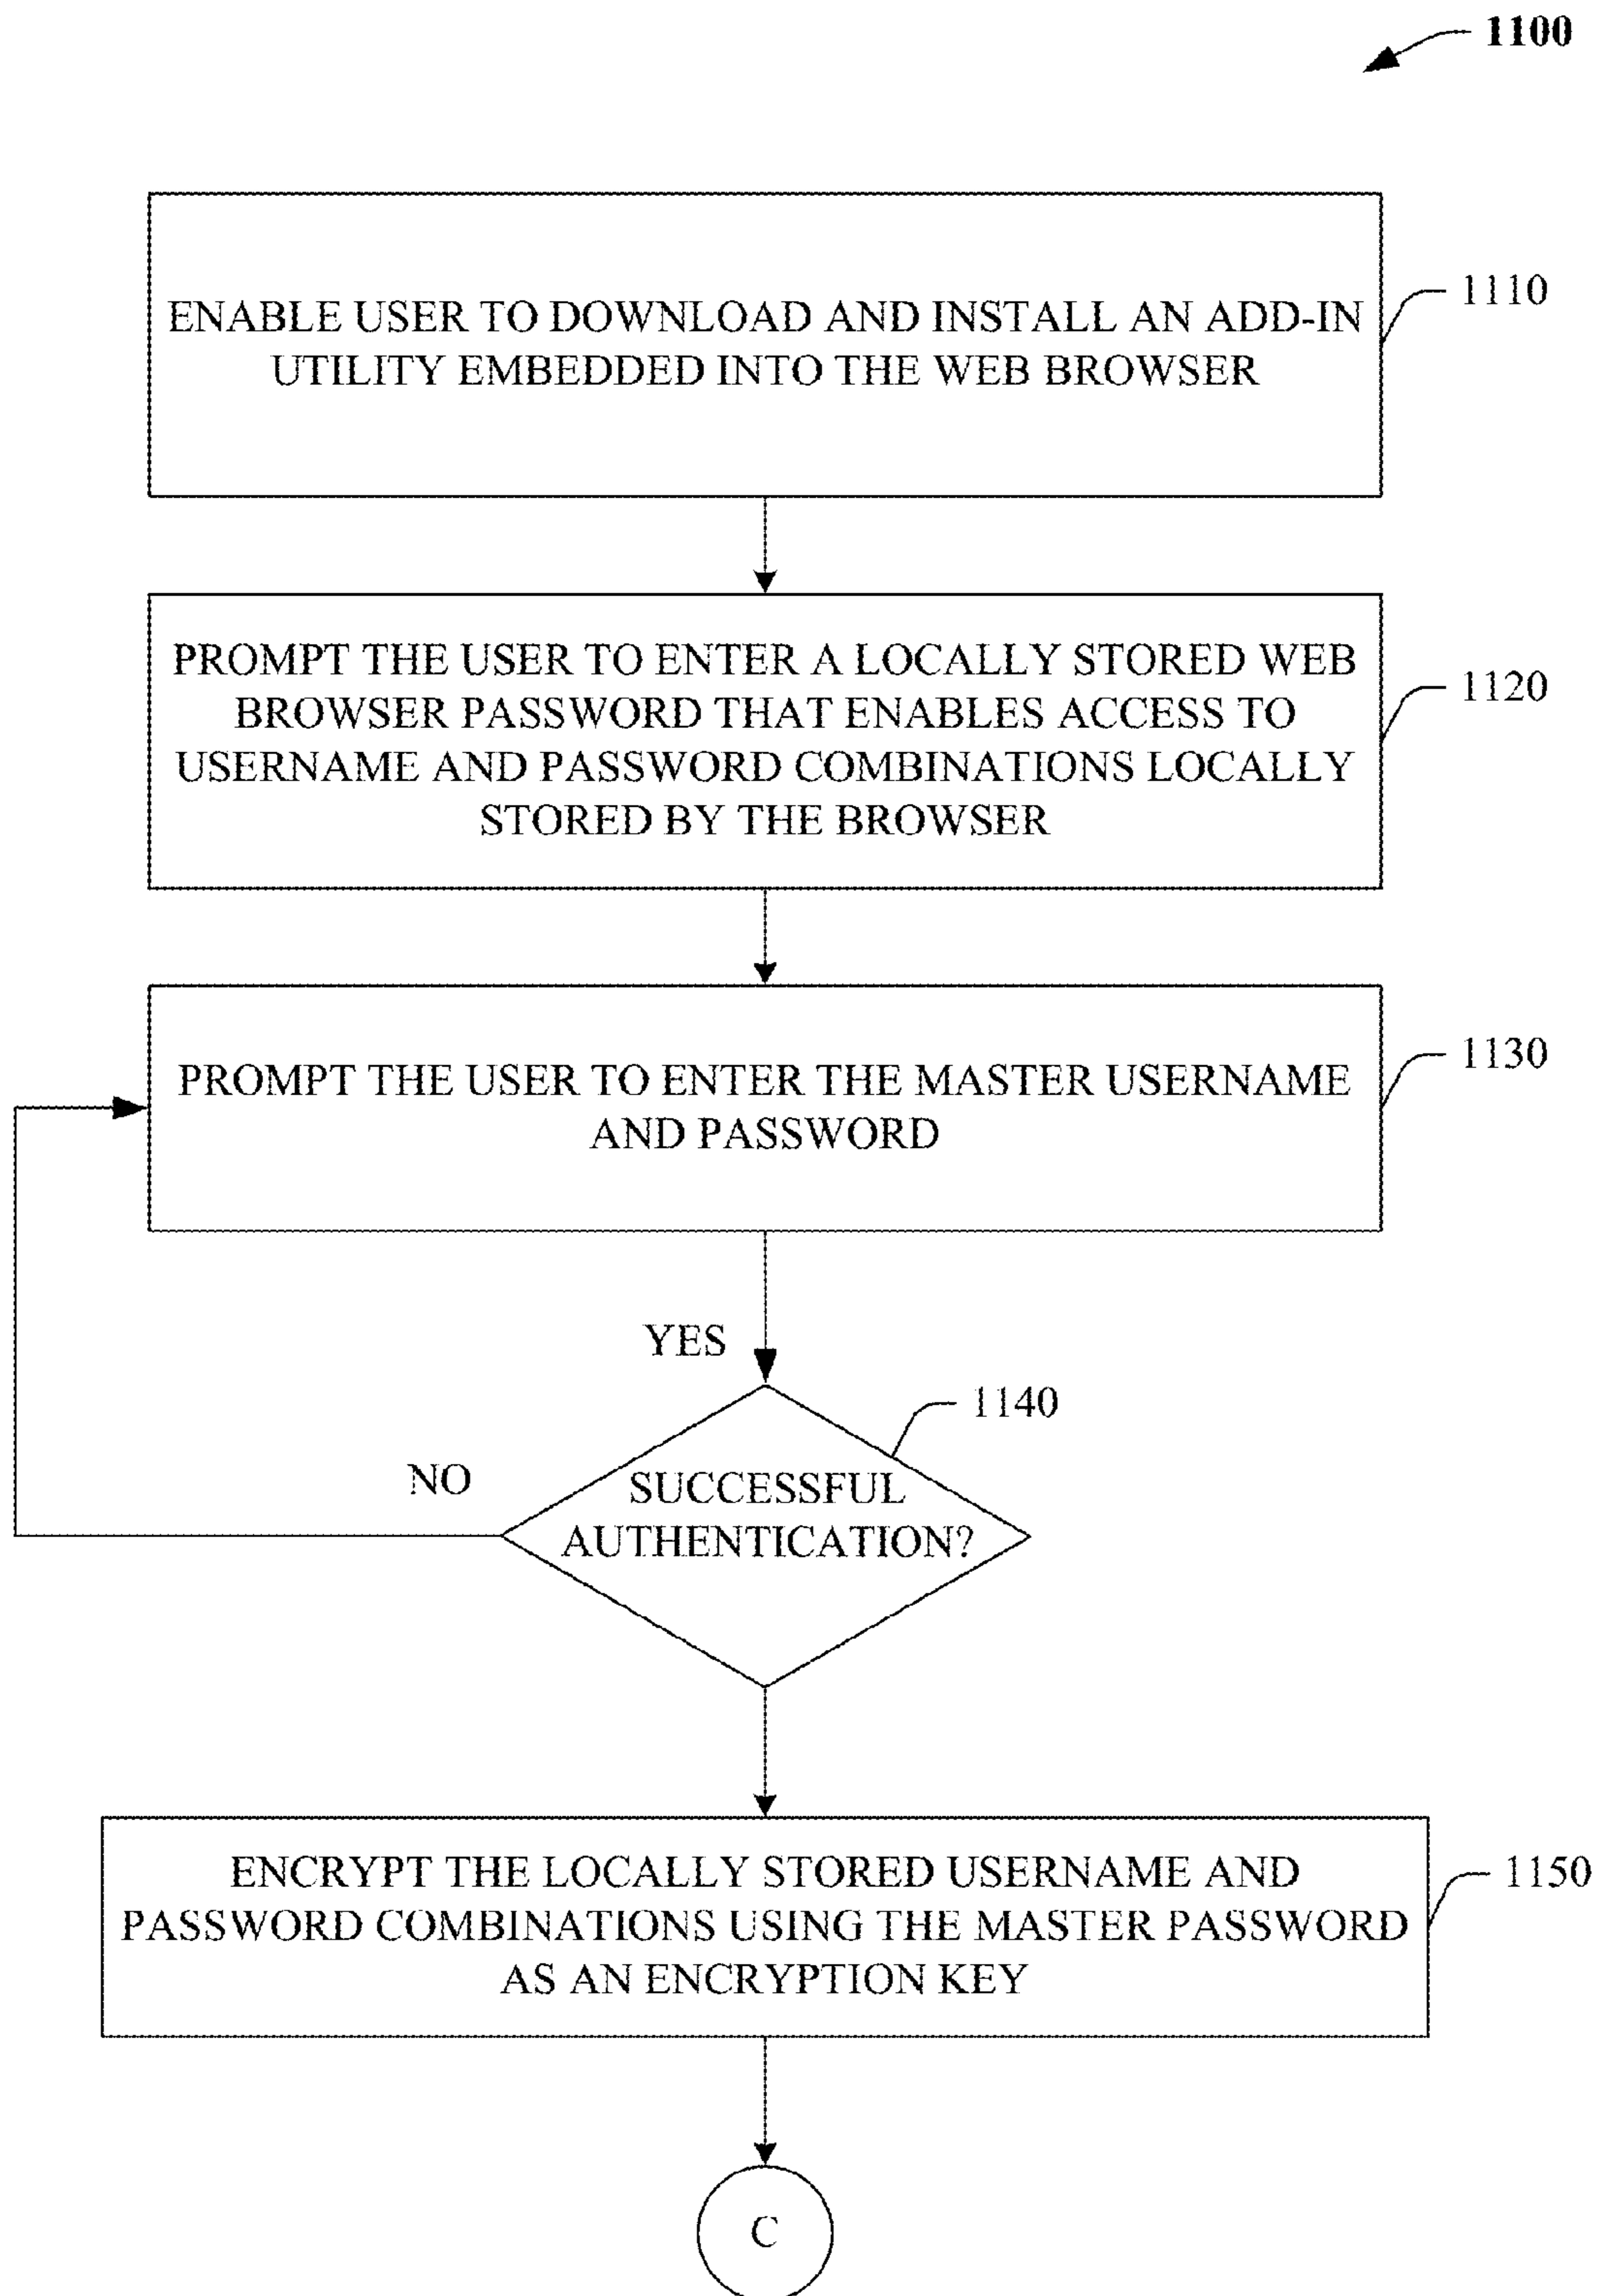 1100
ENABLE USER TO DOWNLOAD AND INSTALL AN ADD-IN
UTILITY EMBEDDED INTO THE WEB BROWSER
1110
PROMPT THE USER TO ENTER A LOCALLY STORED WEB
BROWSER PASSWORD THAT ENABLES ACCESS TO
USERNAME AND PASSWORD COMBINATIONS LOCALLY
STORED BY THE BROWSER
1120
PROMPT THE USER TO ENTER THE MASTER USERNAME
AND PASSWORD
1130
YES
1140
NO
SUCCESSFUL
AUTHENTICATION?
ENCRYPT THE LOCALLY STORED USERNAME AND
PASSWORD COMBINATIONS USING THE MASTER PASSWORD
AS AN ENCRYPTION KEY
1150
C